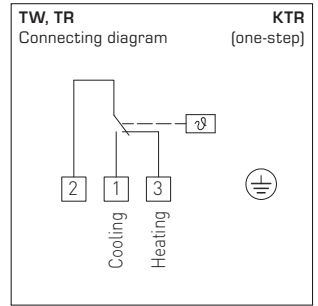 TW, TR KTR
Connecting diagram (one-step)
ϑ
2 1 3
Cooling
Heating